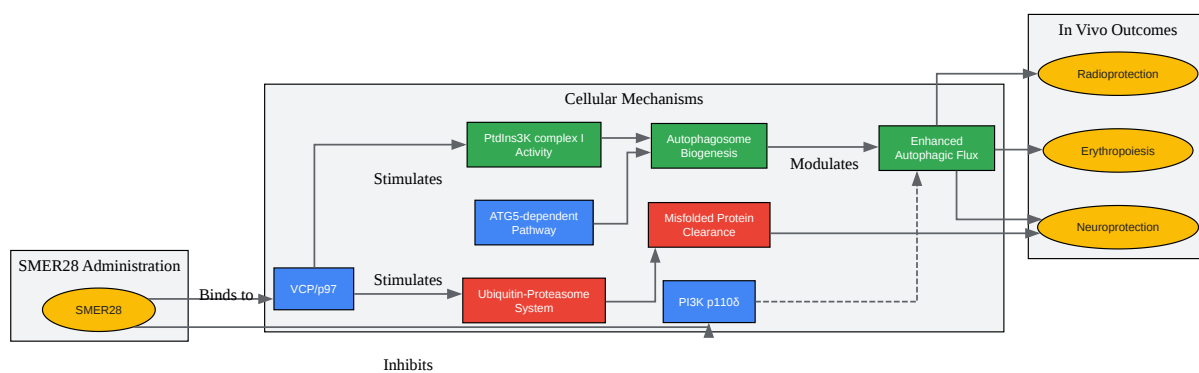 In Vivo Outcomes
Radioprotection
Cellular Mechanisms
PtdIns3K complex I
Activity
Autophagosome
Biogenesis
Enhanced
Autophagic Flux
Erythropoiesis
Modulates
Stimulates
ATG5-dependent
Pathway
Misfolded Protein
Clearance
Neuroprotection
SMER28 Administration
SMER28
Binds to
VCP/p97
Stimulates
Ubiquitin-Proteasome
System
PI3K p110δ
Inhibits